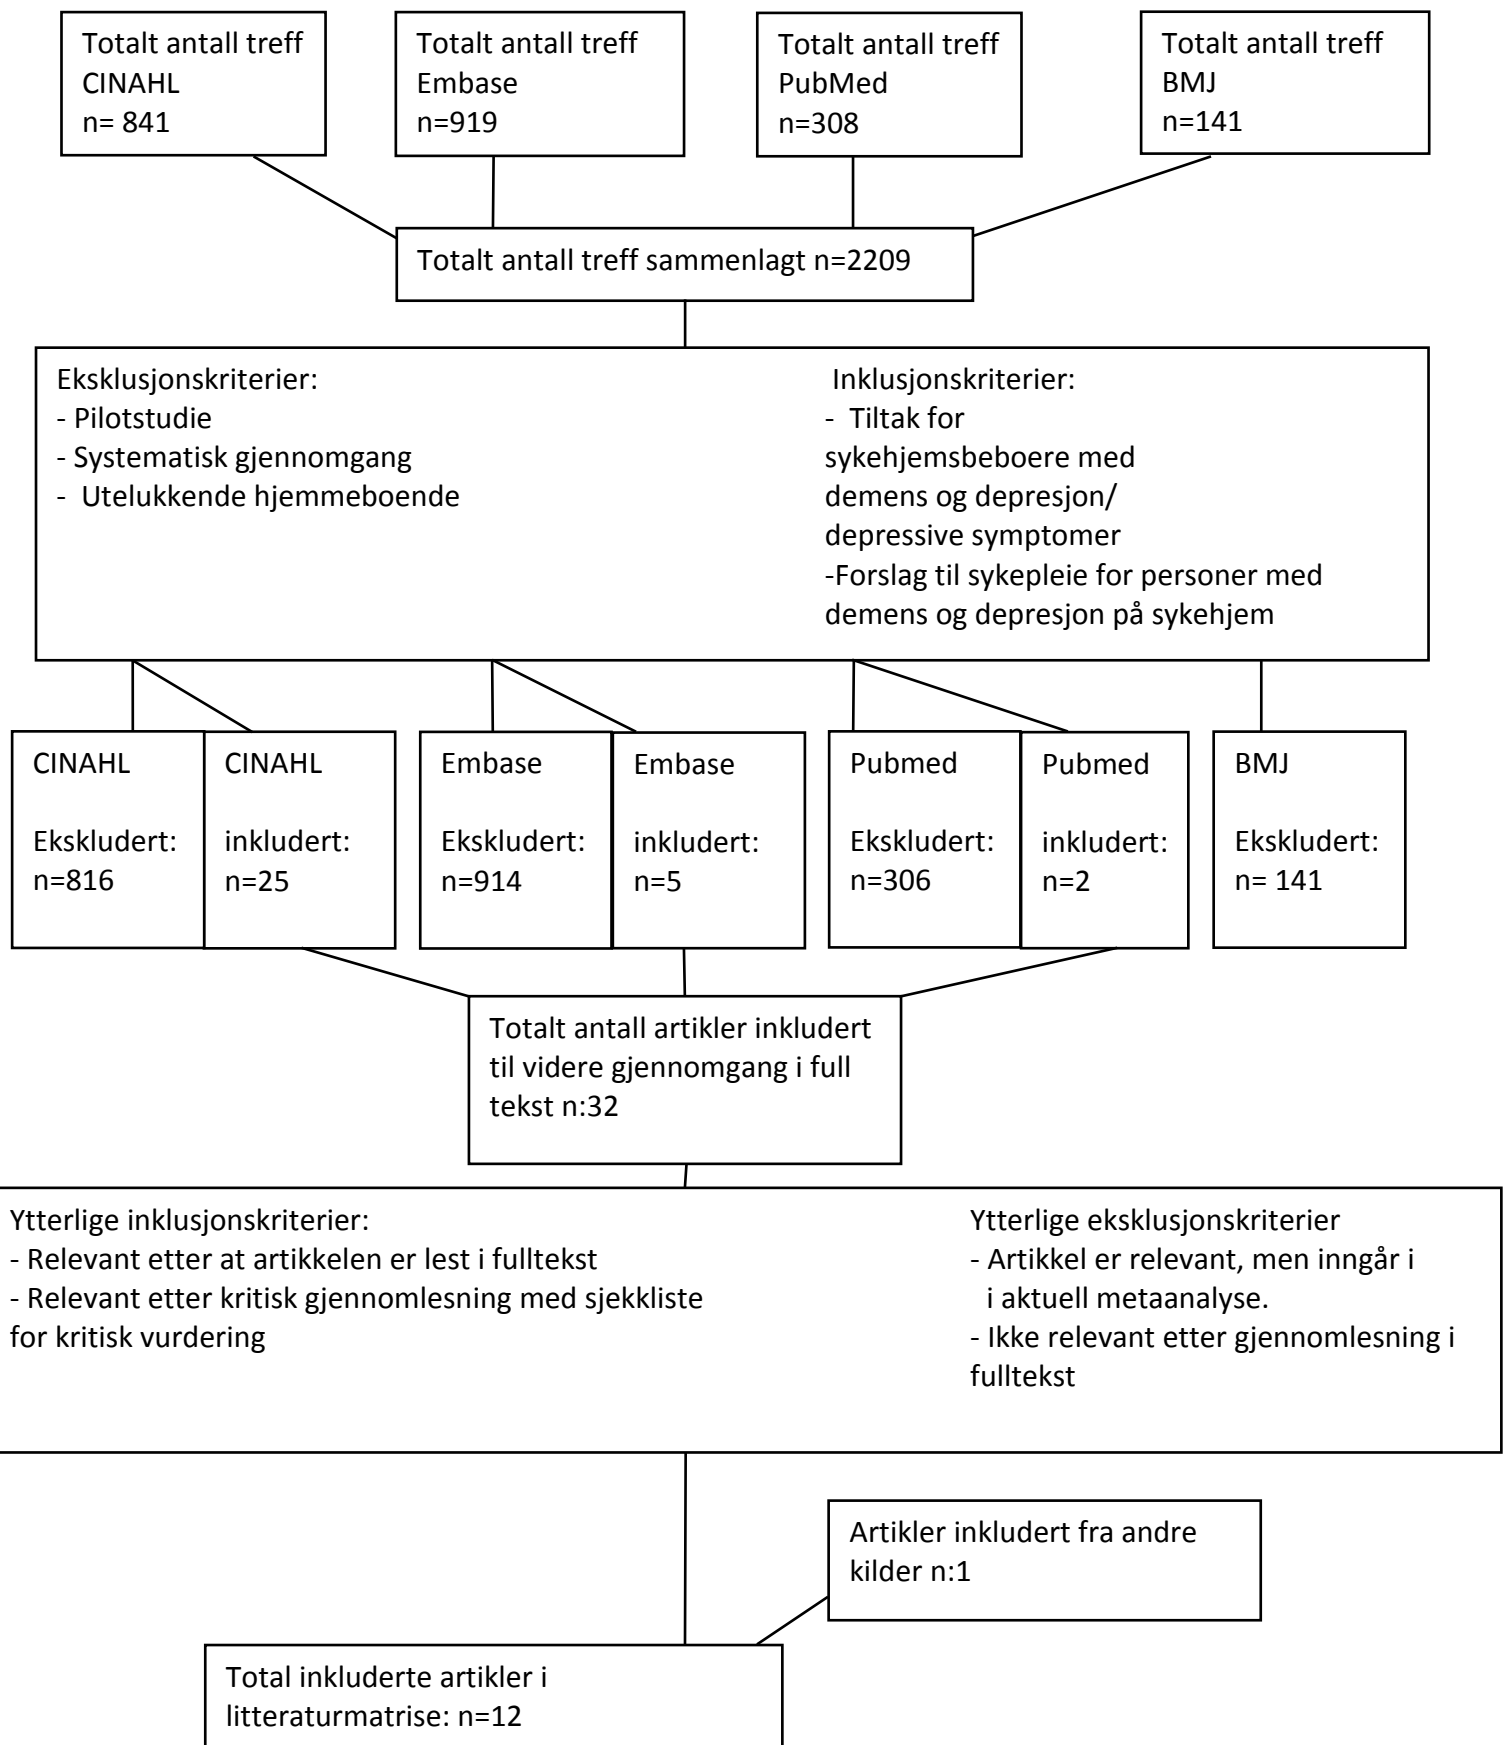 Totalt antall treff
CINAHL
n= 841
Totalt antall treff
Embase
n=919
Totalt antall treff
PubMed
n=308
Totalt antall treff
BMJ
n=141
Totalt antall treff sammenlagt n=2209
Eksklusjonskriterier:
- Pilotstudie
- Systematisk gjennomgang
- Utelukkende hjemmeboende
Inklusjonskriterier:
- Tiltak for
sykehjemsbeboere med
demens og depresjon/
depressive symptomer
-Forslag til sykepleie for personer med
demens og depresjon på sykehjem
CINAHL
Ekskludert:
n=816
CINAHL
inkludert:
n=25
Embase
Ekskludert:
n=914
Embase
inkludert:
n=5
Pubmed
Ekskludert:
n=306
Pubmed
inkludert:
n=2
BMJ
Ekskludert:
n= 141
Totalt antall artikler inkludert
til videre gjennomgang i full
tekst n:32
Ytterlige inklusjonskriterier:
- Relevant etter at artikkelen er lest i fulltekst
- Relevant etter kritisk gjennomlesning med sjekkliste
for kritisk vurdering
Ytterlige eksklusjonskriterier
- Artikkel er relevant, men inngår i
i aktuell metaanalyse.
- Ikke relevant etter gjennomlesning i
fulltekst
Artikler inkludert fra andre
kilder n:1
Total inkluderte artikler i
litteraturmatrise: n=12